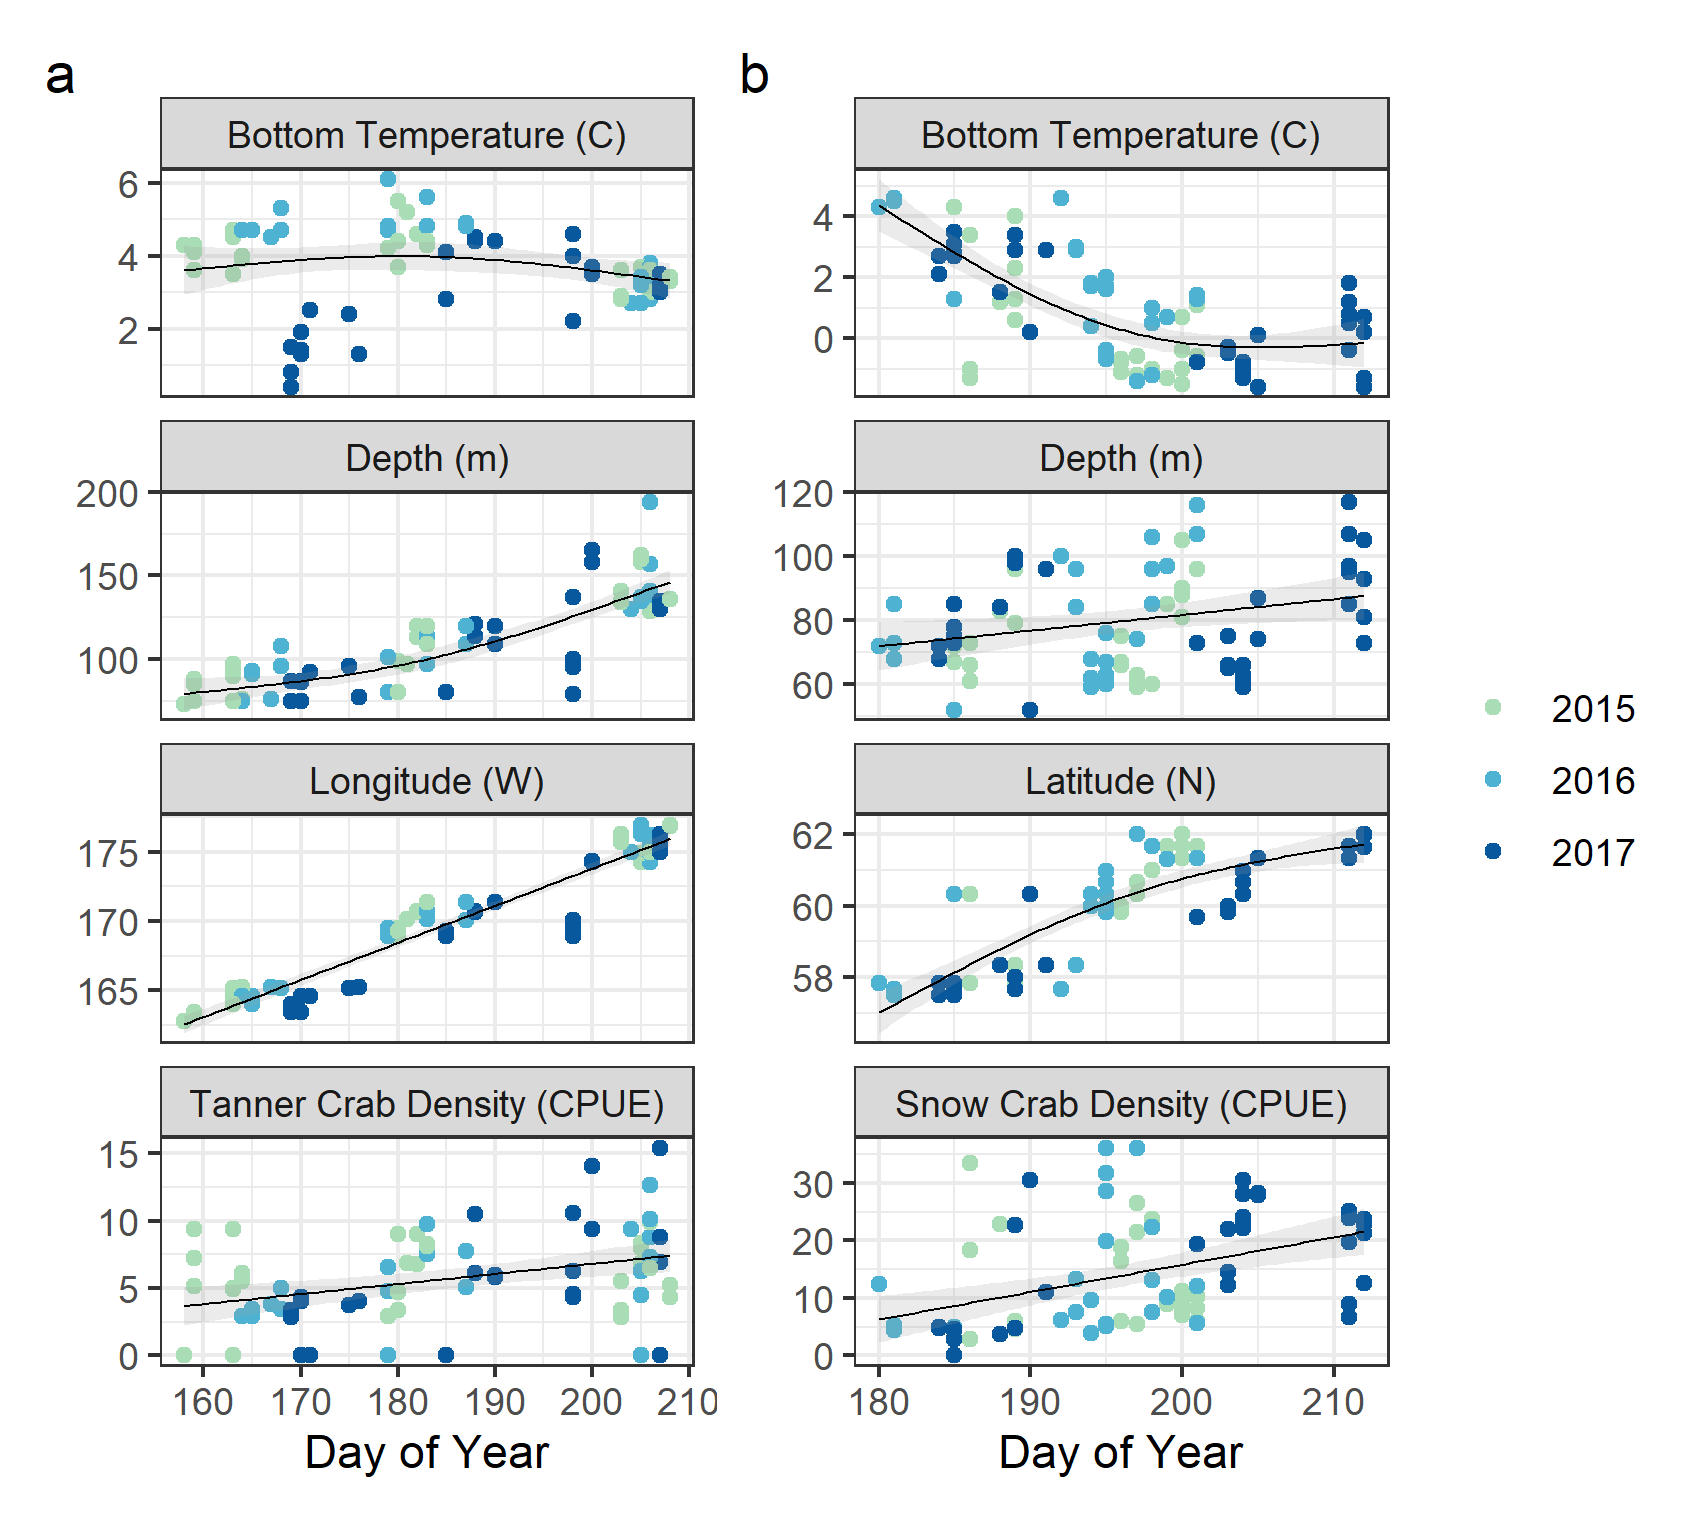 a
Bottom Temperature (C)
6
4
2
Depth (m)
200
150
100
Longitude (W)
175
170
165
Tanner Crab Density (CPUE)
15
10
5
0
160 170 180 190 200 210
Day of Year
b
Bottom Temperature (C)
4
2
0
Depth (m)
120
100
80
60
Latitude (N)
62
60
58
Snow Crab Density (CPUE)
30
20
10
0
180 190 200 210
Day of Year
2015
2016
2017